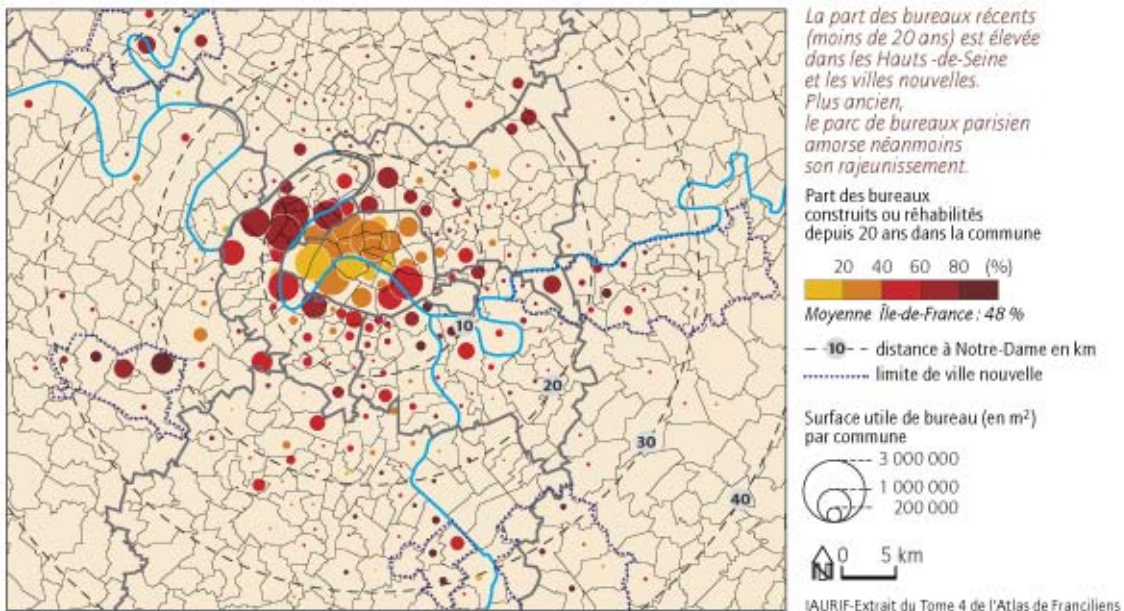 La part des bureaux récents
(moins de 20 ans) est élevée
dans les Hauts -de-Seine
et les villes nouvelles.
Plus ancien,
le parc de bureaux parisien
amorse néanmoins
son rajeunissement.
Part des bureaux
construits ou réhabilités
depuis 20 ans dans la commune
20 40 60 80 (%)
Moyenne Île-de-France : 48 %
10 distance à Notre-Dame en km
limite de ville nouvelle
Surface utile de bureau (en m²)
par commune
3 000 000
1 000 000
200 000
N 0 5 km
IAURIF-Extrait du Tome 4 de l'Atlas de Franciliens
10
20
30
40